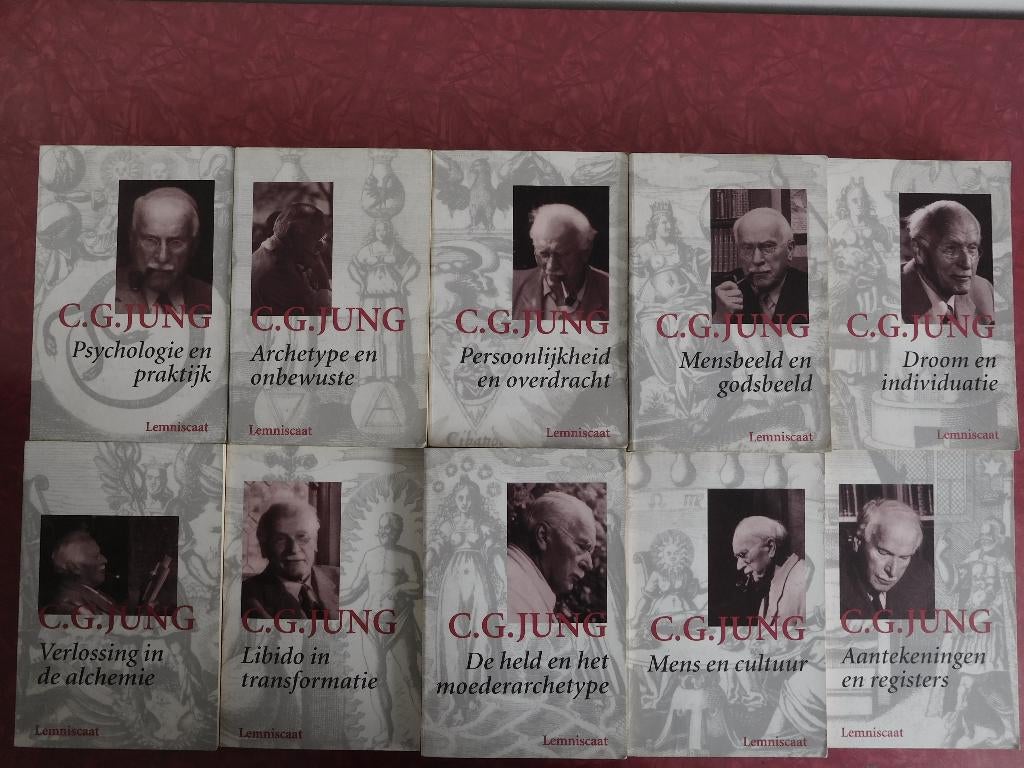 C.G.JUNG
Psychologie en
praktijk
Lemniscaat
C.G.JUNG
Archetype en
onbewuste
Lemniscaat
C.G.JUNG
Persoonlijkheid
en overdracht
Lemniscaat
C.G.JUNG
Mensbeeld en
godsbeeld
Lemniscaat
C.G.JUNG
Droom en
individuatie
Lemniscaat
C.G.JUNG
Verlossing in
de alchemie
Lemniscaat
C.G.JUNG
Libido in
transformatie
Lemniscaat
C.G.JUNG
De held en het
moederarchetype
Lemniscaat
C.G.JUNG
Mens en cultuur
Lemniscaat
C.G.JUNG
Aantekeningen
en registers
Lemniscaat